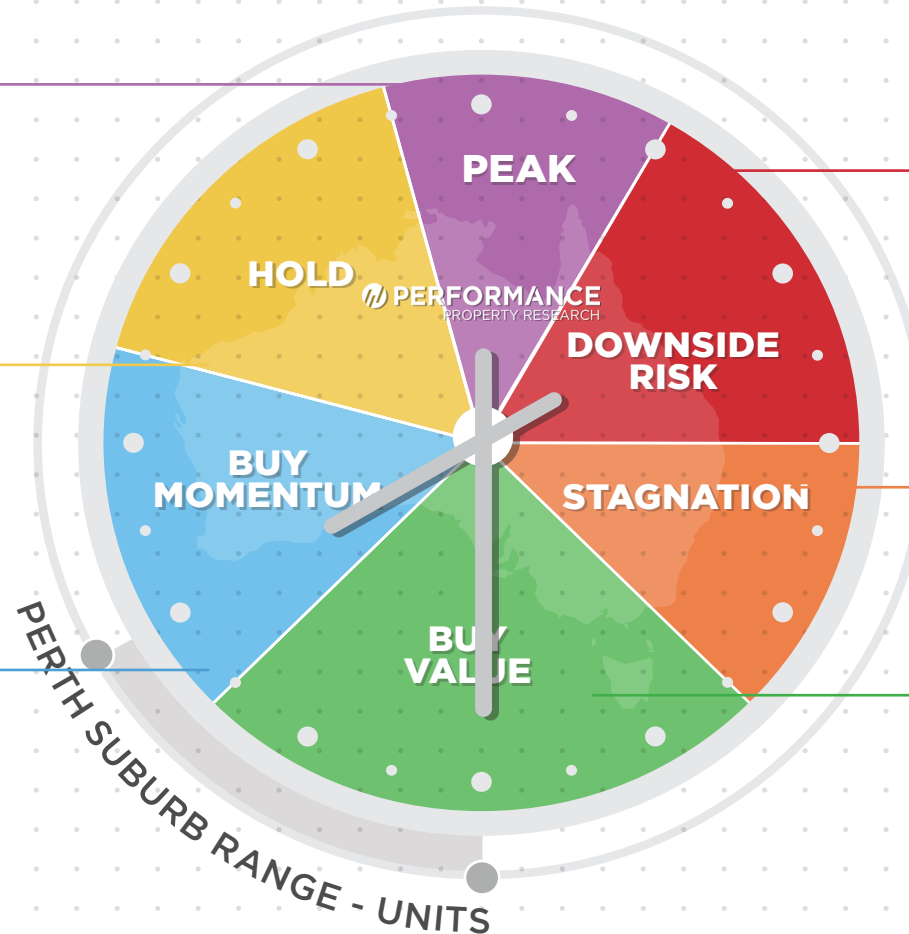 PEAK
HOLD
PERFORMANCE
PROPERTY RESEARCH
DOWNSIDE
RISK
BUY
MOMENTUM
STAGNATION
BUY
VALUE
PERTH SUBURB RANGE - UNITS